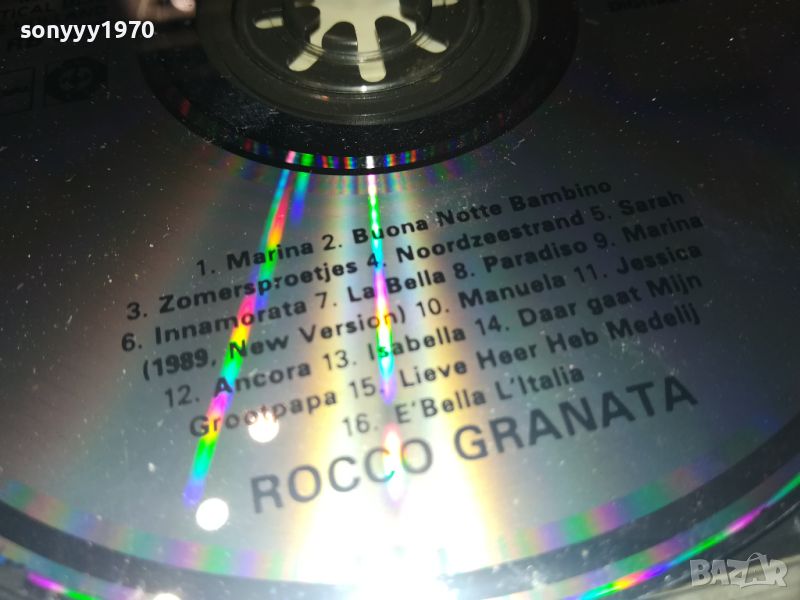 sonyyy1970
1. Marina 2. Buona Notte Bambino
3. Zomersproetjes 4. Noordzeestrand 5. Sarah
6. Innamorata 7. La Bella 8. Paradiso 9. Marina
(1989, New Version) 10. Manuela 11. Jessica
12. Ancora 13. Isabella 14. Daar gaat Mijn
Grootpapa 15. Lieve Heer Heb Medelij
16. E'Bella L'Italia
ROCCO GRANATA
BAZAR